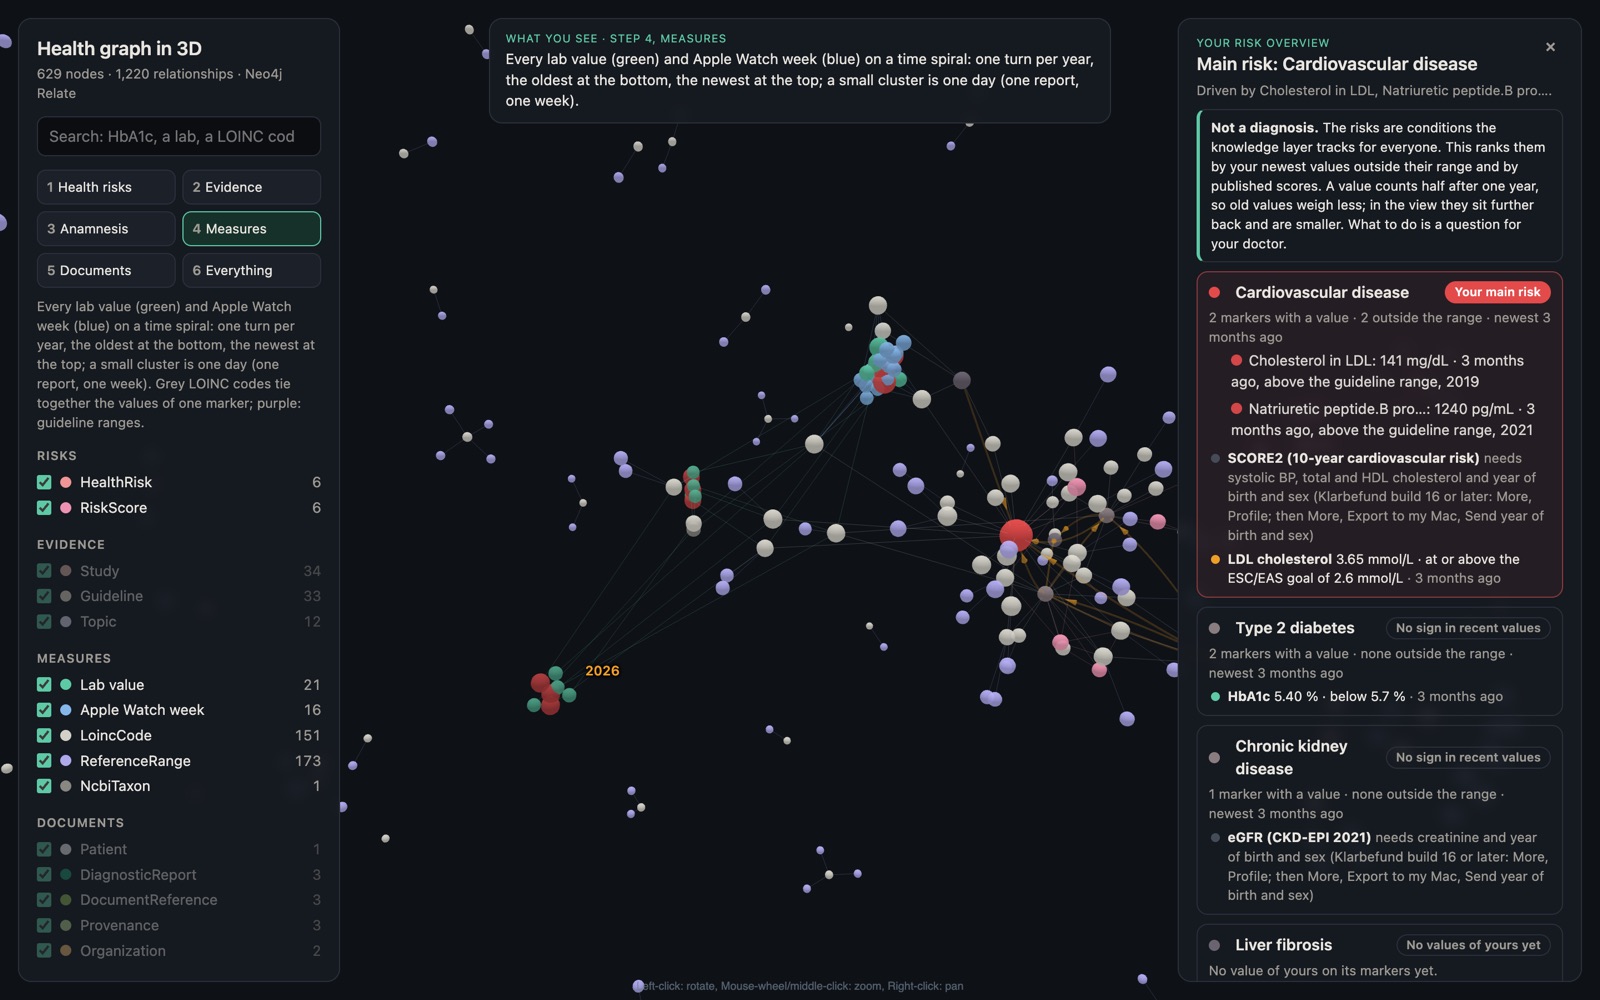 Health graph in 3D
629 nodes · 1,220 relationships · Neo4j
Relate
Search: HbA1c, a lab, a LOINC cod
1 Health risks
2 Evidence
3 Anamnesis
4 Measures
5 Documents
6 Everything
Every lab value (green) and Apple Watch
week (blue) on a time spiral: one turn per
year, the oldest at the bottom, the newest at
the top; a small cluster is one day (one
report, one week). Grey LOINC codes tie
together the values of one marker; purple:
guideline ranges.
RISKS
HealthRisk 6
RiskScore 6
EVIDENCE
Study 34
Guideline 33
Topic 12
MEASURES
Lab value 21
Apple Watch week 16
LoincCode 151
ReferenceRange 173
NcbiTaxon 1
DOCUMENTS
Patient 1
DiagnosticReport 3
DocumentReference 3
Provenance 3
Organization 2
WHAT YOU SEE · STEP 4, MEASURES
Every lab value (green) and Apple Watch week (blue) on a time spiral: one turn per year,
the oldest at the bottom, the newest at the top; a small cluster is one day (one report,
one week).
2026
eft-click: rotate, Mouse-wheel/middle-click: zoom, Right-click: pan
YOUR RISK OVERVIEW
Main risk: Cardiovascular disease
Driven by Cholesterol in LDL, Natriuretic peptide.B pro....
Not a diagnosis. The risks are conditions the
knowledge layer tracks for everyone. This ranks them
by your newest values outside their range and by
published scores. A value counts half after one year,
so old values weigh less; in the view they sit further
back and are smaller. What to do is a question for
your doctor.
Cardiovascular disease
Your main risk
2 markers with a value · 2 outside the range · newest 3
months ago
Cholesterol in LDL: 141 mg/dL · 3 months
ago, above the guideline range, 2019
Natriuretic peptide.B pro...: 1240 pg/mL · 3
months ago, above the guideline range, 2021
SCORE2 (10-year cardiovascular risk) needs
systolic BP, total and HDL cholesterol and year of
birth and sex (Klarbefund build 16 or later: More,
Profile; then More, Export to my Mac, Send year of
birth and sex)
LDL cholesterol 3.65 mmol/L · at or above the
ESC/EAS goal of 2.6 mmol/L · 3 months ago
Type 2 diabetes
No sign in recent values
2 markers with a value · none outside the range ·
newest 3 months ago
HbA1c 5.40 % · below 5.7 % · 3 months ago
Chronic kidney
disease
No sign in recent values
1 marker with a value · none outside the range ·
newest 3 months ago
eGFR (CKD-EPI 2021) needs creatinine and year
of birth and sex (Klarbefund build 16 or later: More,
Profile; then More, Export to my Mac, Send year of
birth and sex)
Liver fibrosis
No values of yours yet
No value of yours on its markers yet.